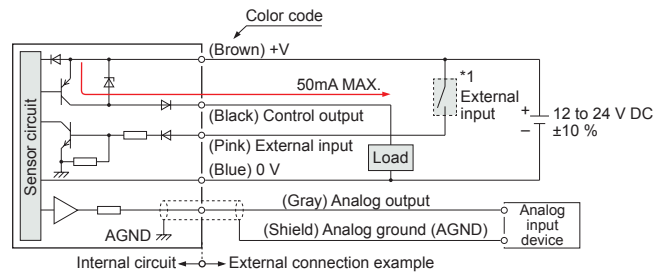 Color code
(Brown) +V
50mA MAX.
*1
External
input
(Black) Control output
+
−
12 to 24 V DC
±10 %
Sensor circuit
(Pink) External input
Load
(Blue) 0 V
(Gray) Analog output
Analog
input
device
(Shield) Analog ground (AGND)
AGND
Internal circuit
External connection example